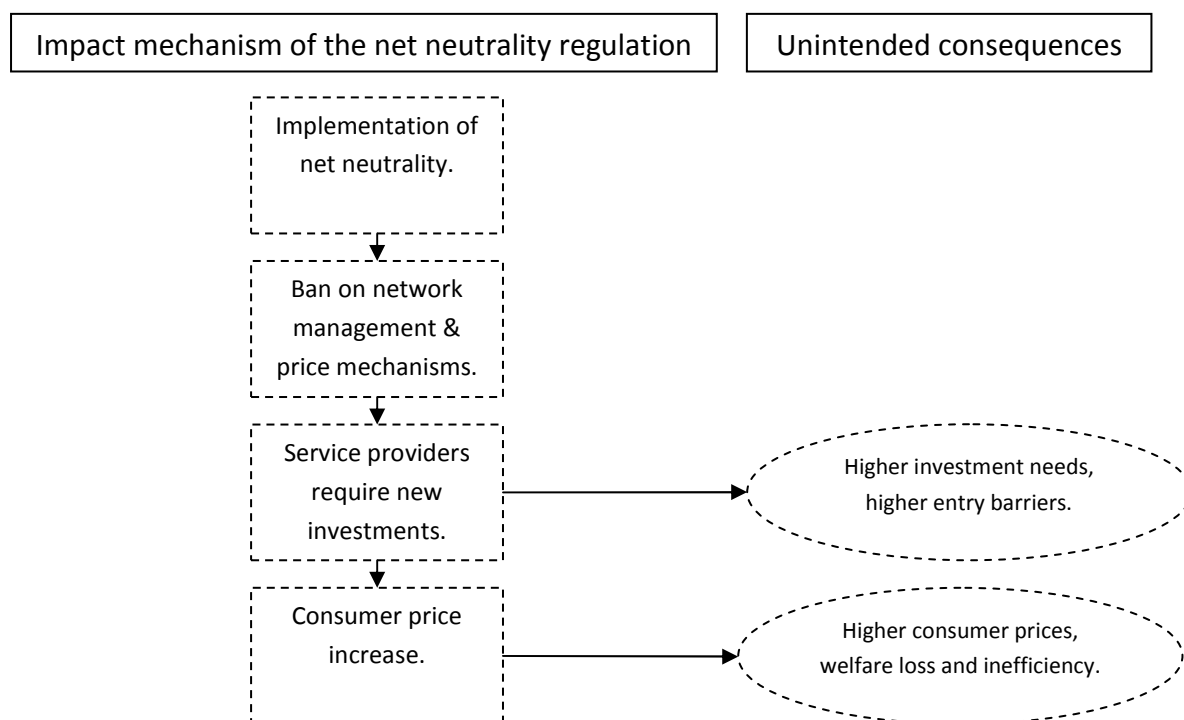 Impact mechanism of the net neutrality regulation
Unintended consequences
Implementation of
net neutrality.
Ban on network
management &
price mechanisms.
Service providers
require new
investments.
Higher investment needs,
higher entry barriers.
Consumer price
increase.
Higher consumer prices,
welfare loss and inefficiency.